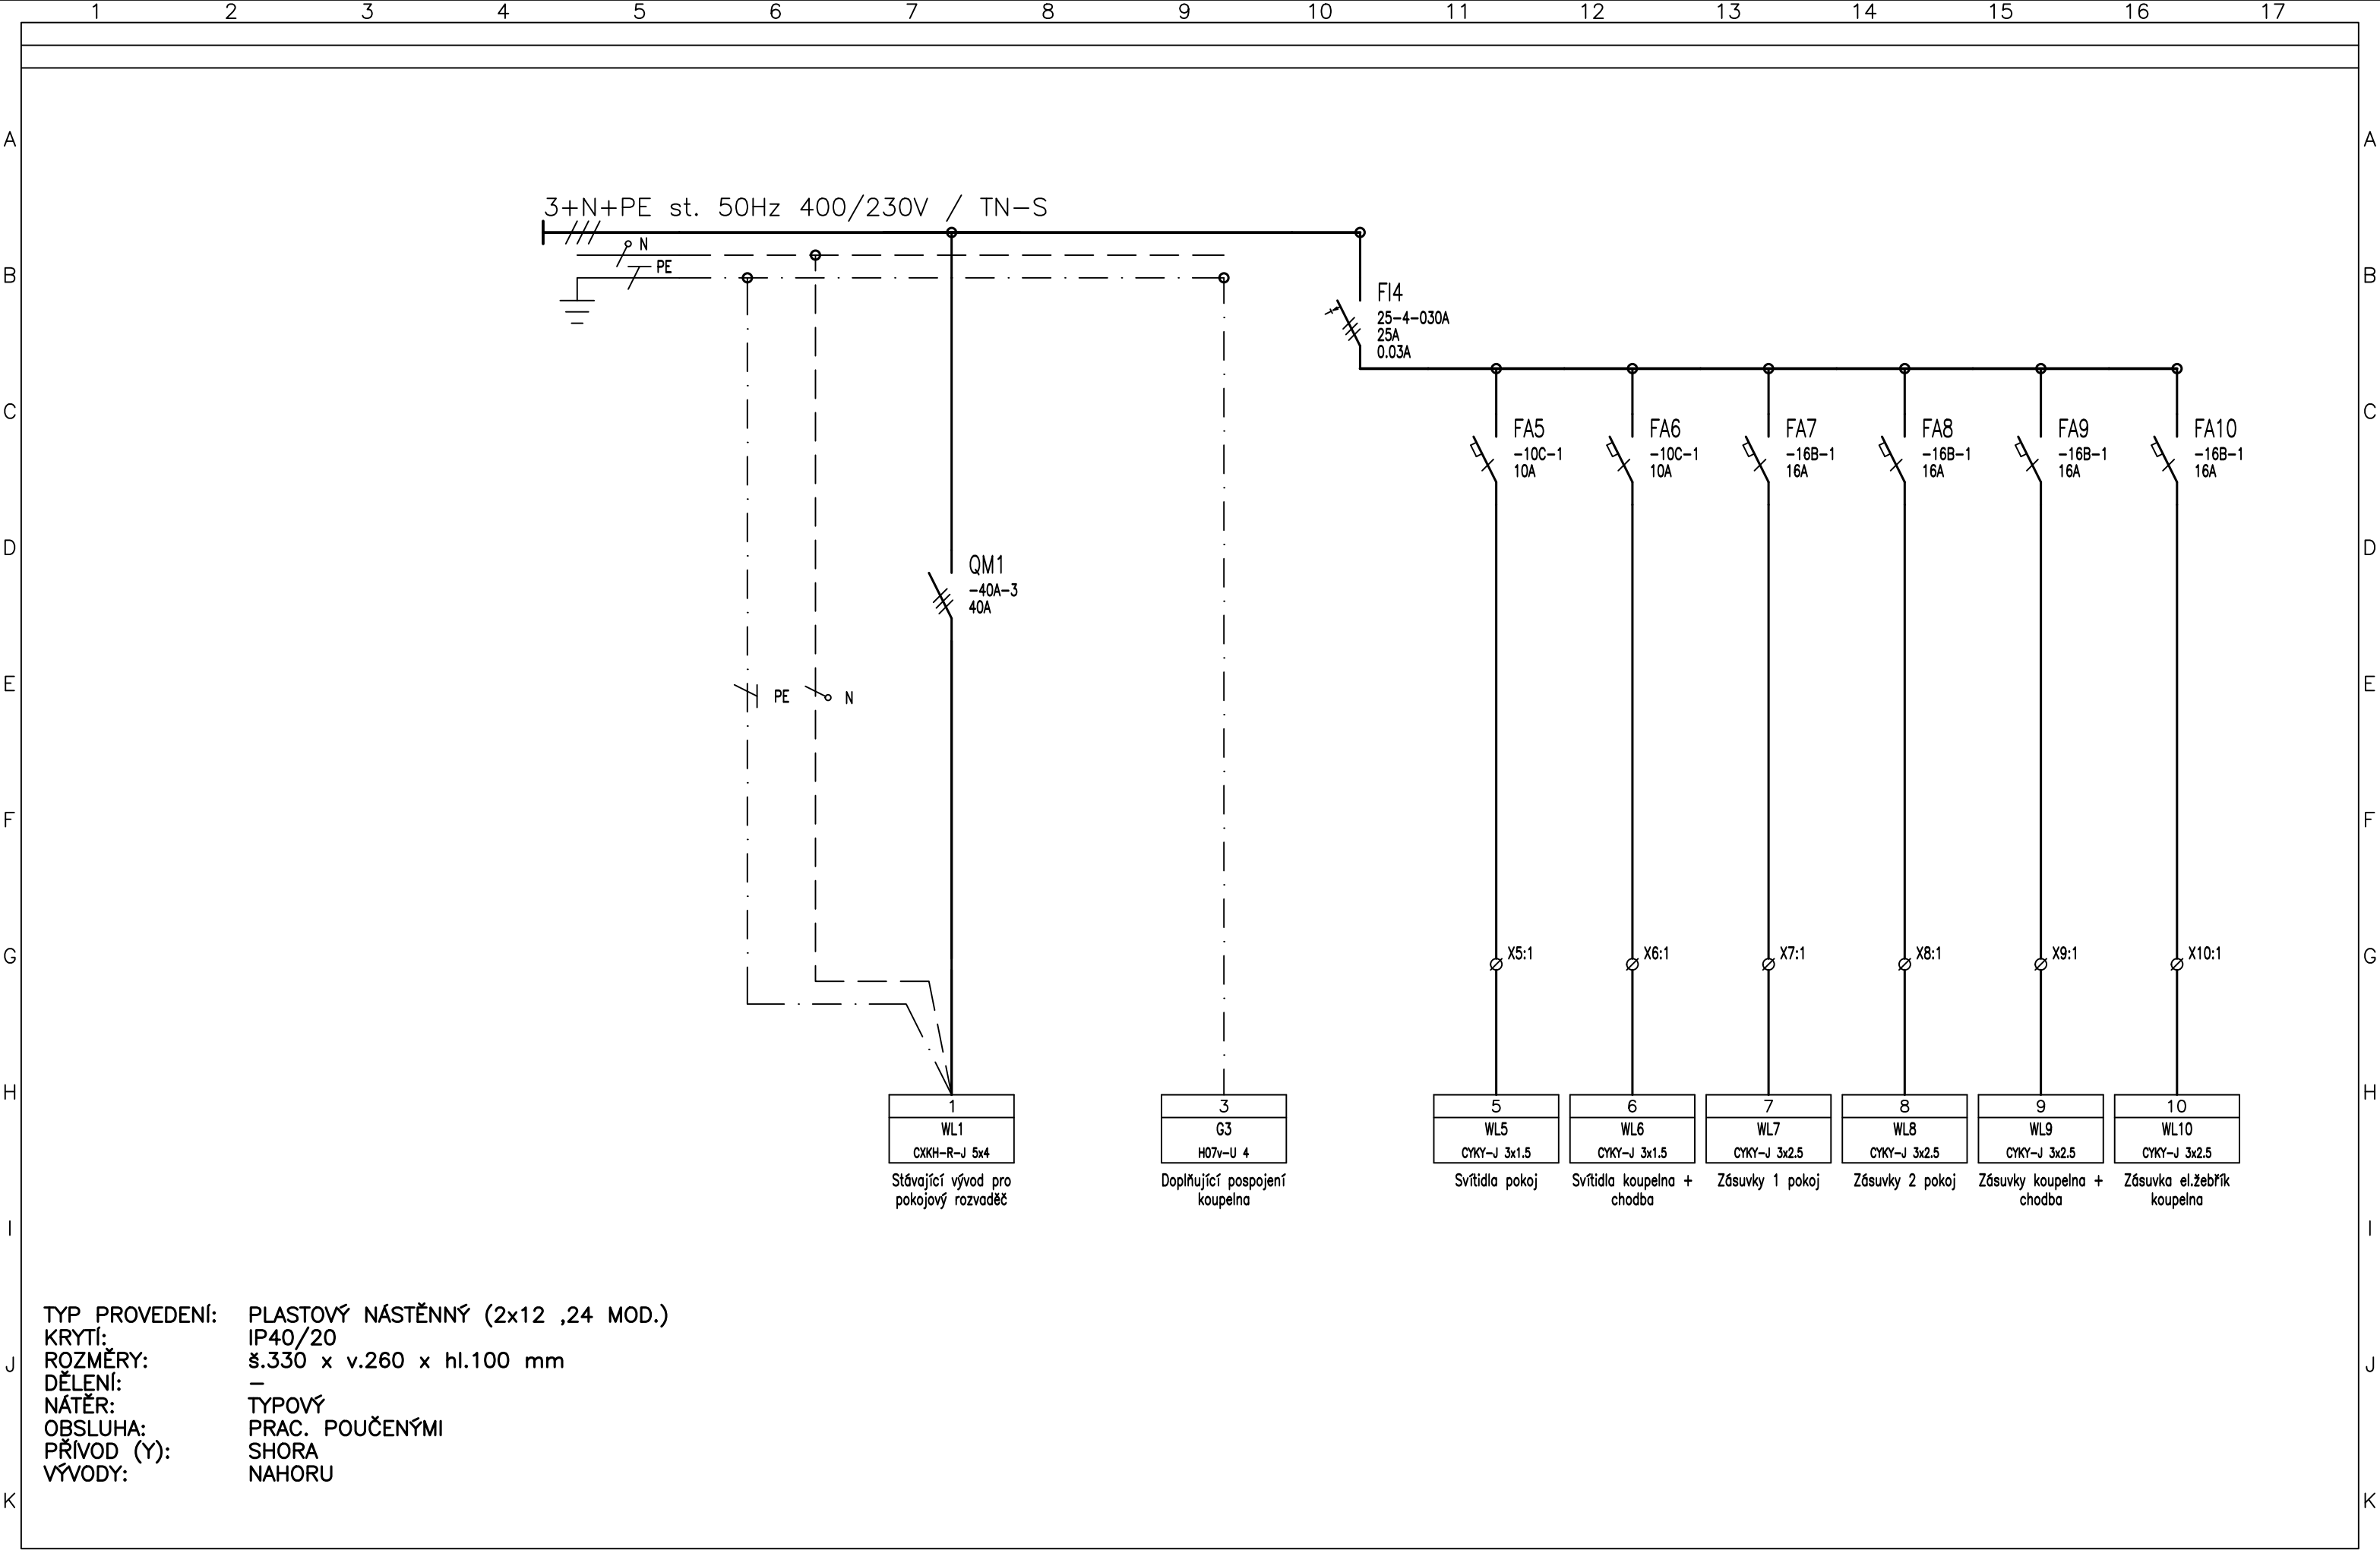 1 2 3 4 5 6 7 8 9 10 11 12 13 14 15 16 17
A A
3+N+PE st. 50Hz 400/230V / TN-S
N
PE
B B
FI4
25-4-030A
25A
0.03A
C C
FA5 FA6 FA7 FA8 FA9 FA10
-10C-1 -10C-1 -16B-1 -16B-1 -16B-1 -16B-1
10A 10A 16A 16A 16A 16A
D D
QM1
-40A-3
40A
E E
PE N
F F
G G
X5:1 X6:1 X7:1 X8:1 X9:1 X10:1
H H
1 3 5 6 7 8 9 10
WL1 G3 WL5 WL6 WL7 WL8 WL9 WL10
CXKH-R-J 5x4 H07v-U 4 CYKY-J 3x1.5 CYKY-J 3x1.5 CYKY-J 3x2.5 CYKY-J 3x2.5 CYKY-J 3x2.5 CYKY-J 3x2.5
Stávající vývod pro Doplňující pospojení Svítidla pokoj Svítidla koupelna + Zásuvky 1 pokoj Zásuvky 2 pokoj Zásuvky koupelna + Zásuvka el.žebřík
pokojový rozvaděč koupelna chodba chodba koupelna
I I
TYP PROVEDENÍ: PLASTOVÝ NÁSTĚNNÝ (2x12 ,24 MOD.)
KRYTÍ: IP40/20
ROZMĚRY: š.330 x v.260 x hl.100 mm
J J
DĚLENÍ: -
NÁTĚR: TYPOVÝ
OBSLUHA: PRAC. POUČENÝMI
PŘÍVOD (Y): SHORA
VÝVODY: NAHORU
K K